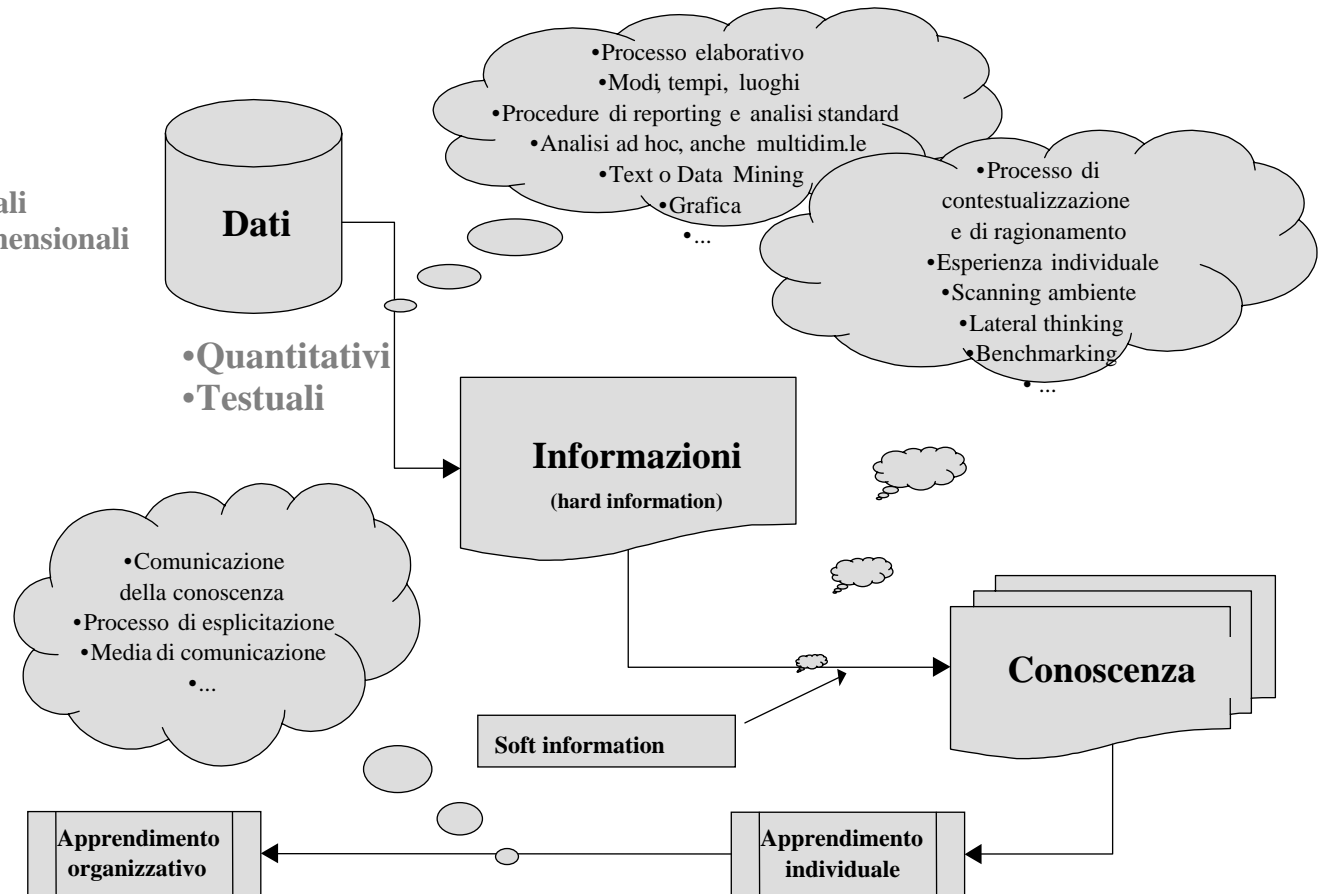 •Processo elaborativo
•Modi, tempi, luoghi
•Procedure di reporting e analisi standard
•Analisi ad hoc, anche multidim.le
•Text o Data Mining
•Grafica
•...
•Processo di
contestualizzazione
e di ragionamento
•Esperienza individuale
•Scanning ambiente
•Lateral thinking
•Benchmarking
•...
Dati
•Quantitativi
•Testuali
Informazioni
(hard information)
•Comunicazione
della conoscenza
•Processo di esplicitazione
•Media di comunicazione
•...
Conoscenza
Soft information
Apprendimento
organizzativo
Apprendimento
individuale